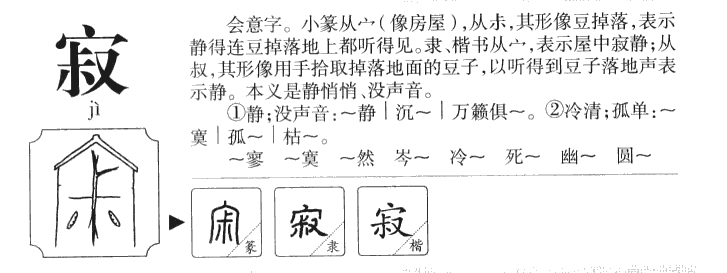 寂
jì
会意字。小篆从宀(像房屋),从尗,其形像豆掉落,表示
静得连豆掉落地上都听得见。隶、楷书从宀,表示屋中寂静;从
叔,其形像用手拾取掉落地面的豆子,以听得到豆子落地声表
示静。本义是静悄悄、没声音。
①静;没声音:～静|沉～|万籁俱～。②冷清;孤单:～
寞|孤～|枯～。
～寥 ～寞 ～然 岑～ 冷～ 死～ 幽～ 圆～
篆 寂 隶 寂 楷